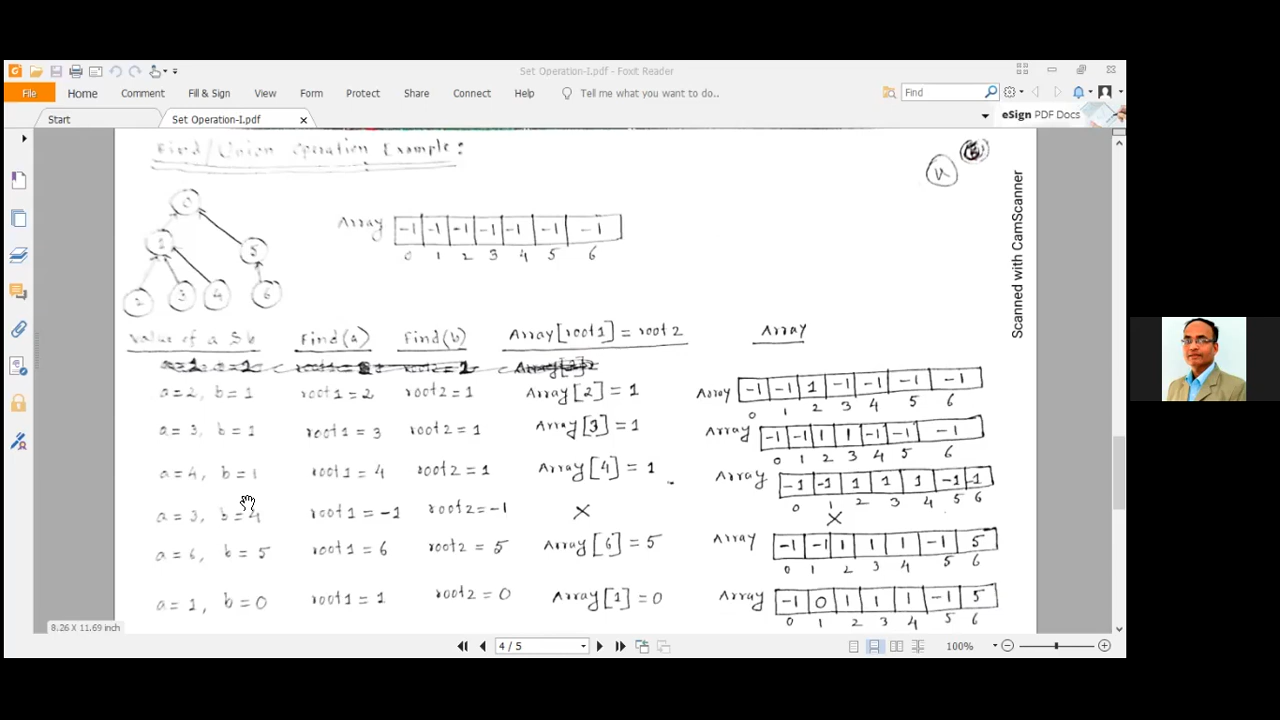 Set Operation-I.pdf - Foxit Reader
File Home Comment Fill & Sign View Form Protect Share Connect Help Tell me what you want to do.. Find
Start Set Operation-I.pdf eSign PDF Docs
Find/Union Operation Example:
0
1 5
2 3 4 6
Array -1 -1 -1 -1 -1 -1 -1
0 1 2 3 4 5 6
Value of a & b Find(a) Find(b) Array[root1] = root2 Array
a=2, b=1 root1=2 root2=1 Array[2]=1 Array -1 -1 1 -1 -1 -1 -1
0 1 2 3 4 5 6
a=3, b=1 root1=3 root2=1 Array[3]=1 Array -1 -1 1 1 -1 -1 -1
0 1 2 3 4 5 6
a=4, b=1 root1=4 root2=1 Array[4]=1 Array -1 -1 1 1 1 -1 -1
0 1 2 3 4 5 6
a=3, b=4 root1=-1 root2=-1 X X
a=6, b=5 root1=6 root2=5 Array[6]=5 Array -1 -1 1 1 1 -1 5
0 1 2 3 4 5 6
a=1, b=0 root1=1 root2=0 Array[1]=0 Array -1 0 1 1 1 -1 5
0 1 2 3 4 5 6
Scanned with CamScanner
8.26 x 11.69 inch
4 / 5 100%